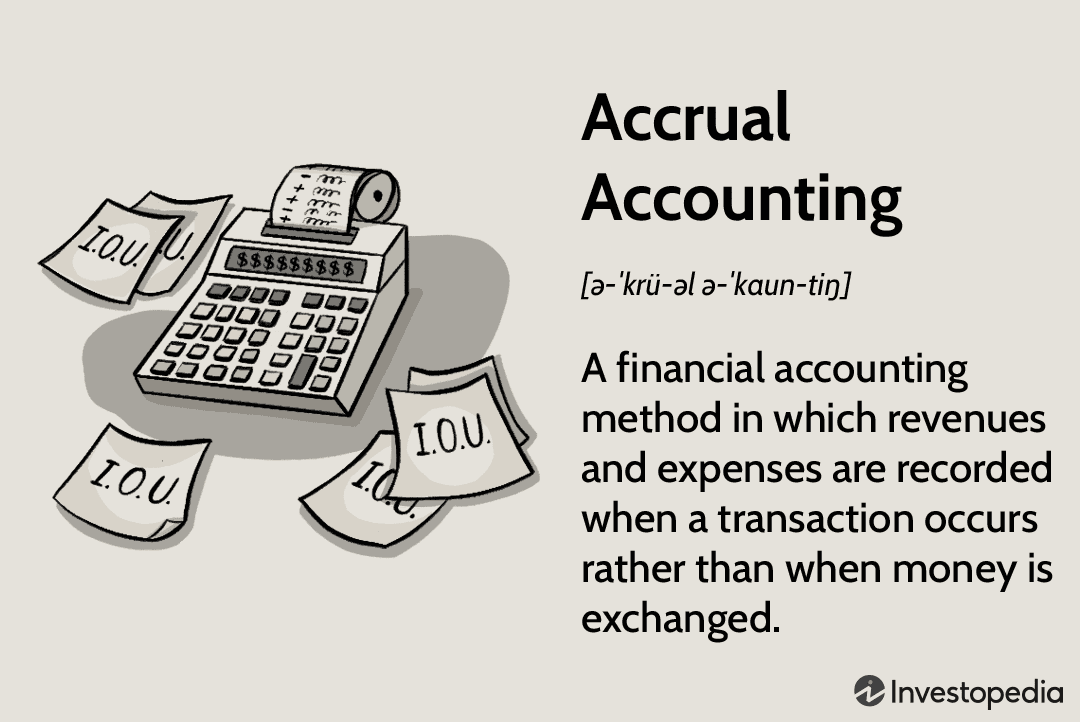 Accrual
Accounting
[ə-ˈkrü-əl ə-ˈkaun-tiŋ]
A financial accounting
method in which revenues
and expenses are recorded
when a transaction occurs
rather than when money is
exchanged.
I.O.U.
U.
$$$$$$$$$
I.O.U.
I.O.U.
I.O.U.
Investopedia